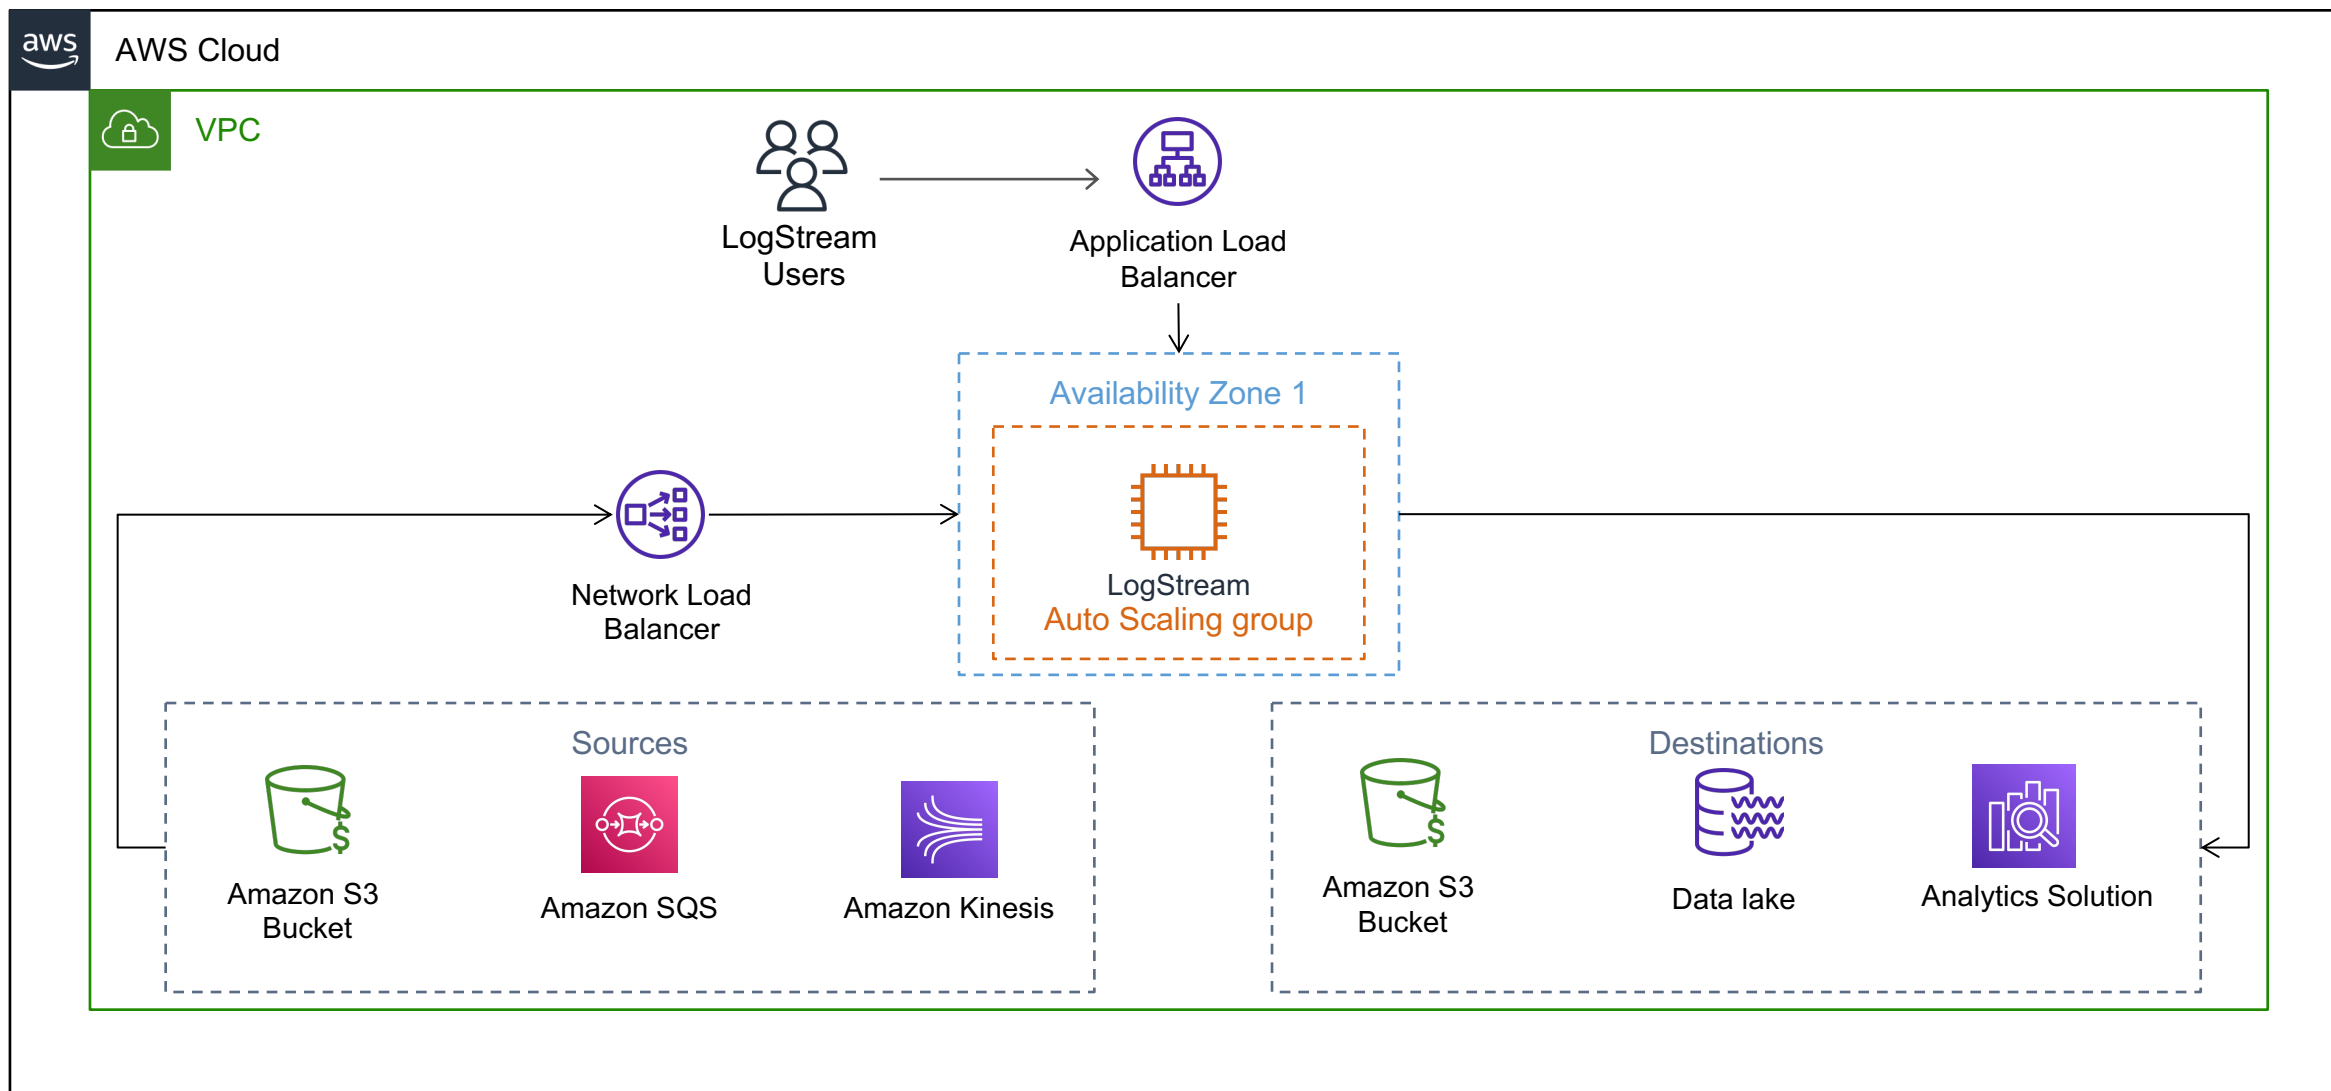 aws
AWS Cloud
VPC
LogStream
Users
Application Load
Balancer
Availability Zone 1
LogStream
Auto Scaling group
Network Load
Balancer
Sources
$
Amazon S3
Bucket
Amazon SQS
Amazon Kinesis
Destinations
$
Amazon S3
Bucket
Data lake
Analytics Solution